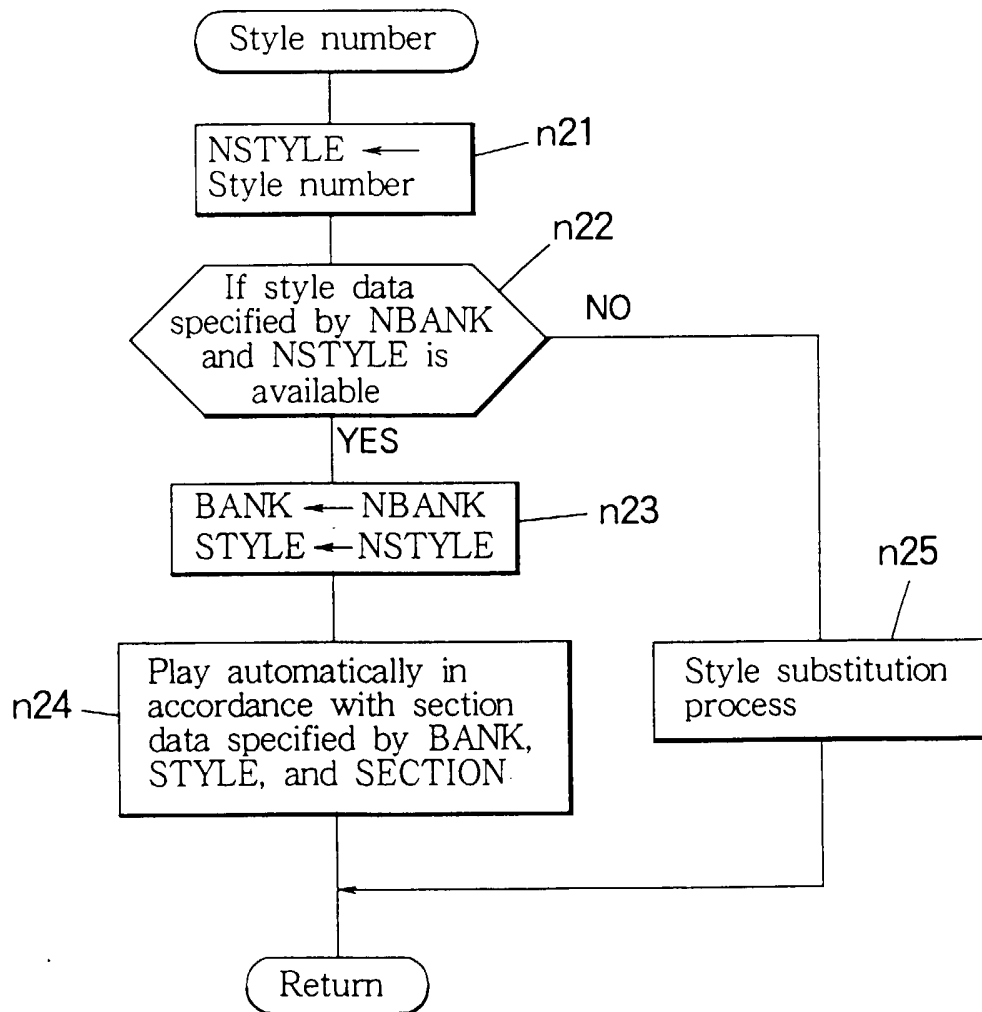 Style number
NSTYLE ←
Style number
n21
n22
If style data
specified by NBANK
and NSTYLE is
available
NO
YES
BANK ← NBANK
STYLE ← NSTYLE
n23
n25
n24
Play automatically in
accordance with section
data specified by BANK,
STYLE, and SECTION
Style substitution
process
Return